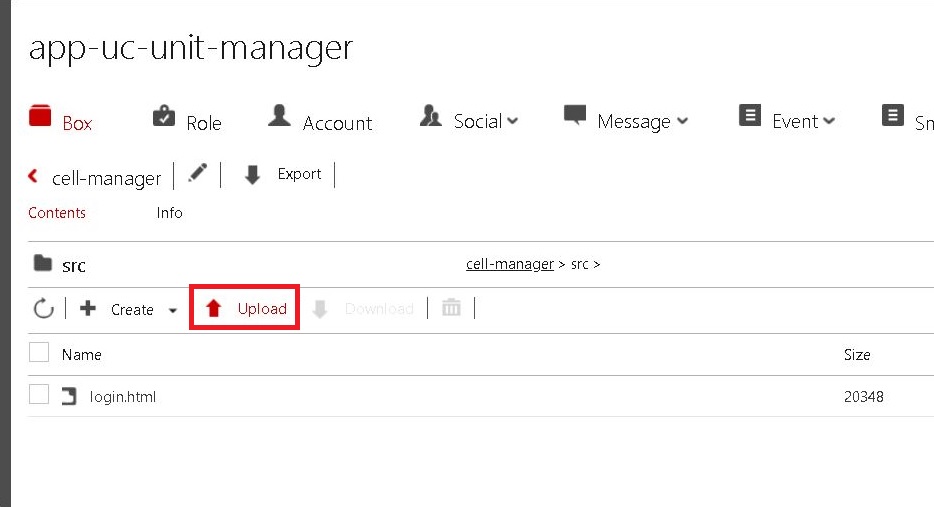 app-uc-unit-manager
Box Role Account Social Message Event Sn
cell-manager Export
Contents Info
src cell-manager > src >
Create Upload Download
Name Size
login.html 20348